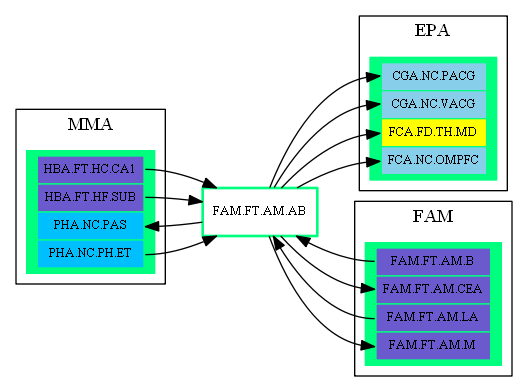 MMA
HBA.FT.HC.CA1
HBA.FT.HF.SUB
PHA.NC.PAS
PHA.NC.PH.ET
FAM.FT.AM.AB
EPA
CGA.NC.PACG
CGA.NC.VACG
FCA.FD.TH.MD
FCA.NC.OMPFC
FAM
FAM.FT.AM.B
FAM.FT.AM.CEA
FAM.FT.AM.LA
FAM.FT.AM.M